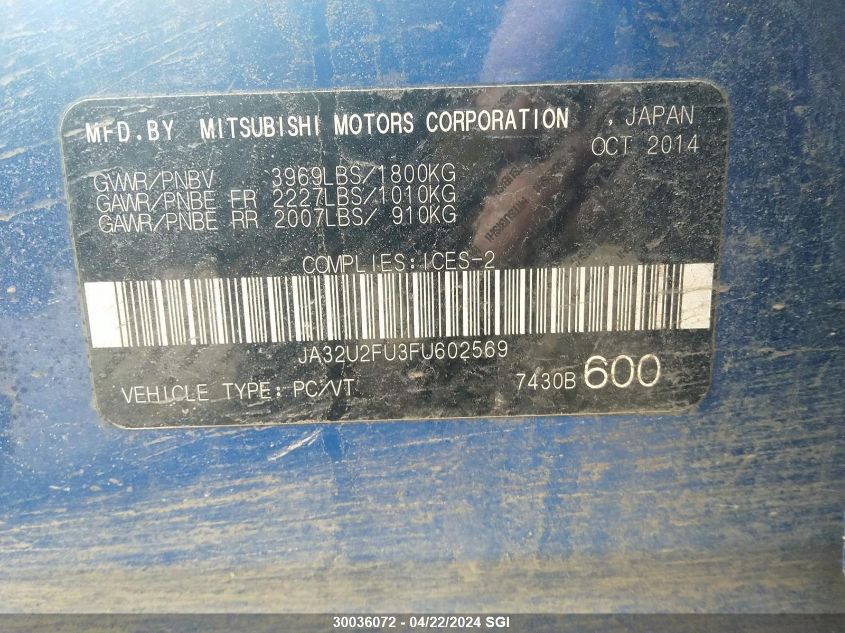 MFD.BY MITSUBISHI MOTORS CORPORATION , JAPAN
OCT 2014
GVWR/PNBV 3969LBS/1800KG
GAWR/PNBE FR 2227LBS/1010KG
GAWR/PNBE RR 2007LBS/ 910KG
MITSUBISHI
COMPLIES:ICES-2
JA32U2FU3FU602569
VEHICLE TYPE: PC/VT 7430B 600
30036072 - 04/22/2024 SGI